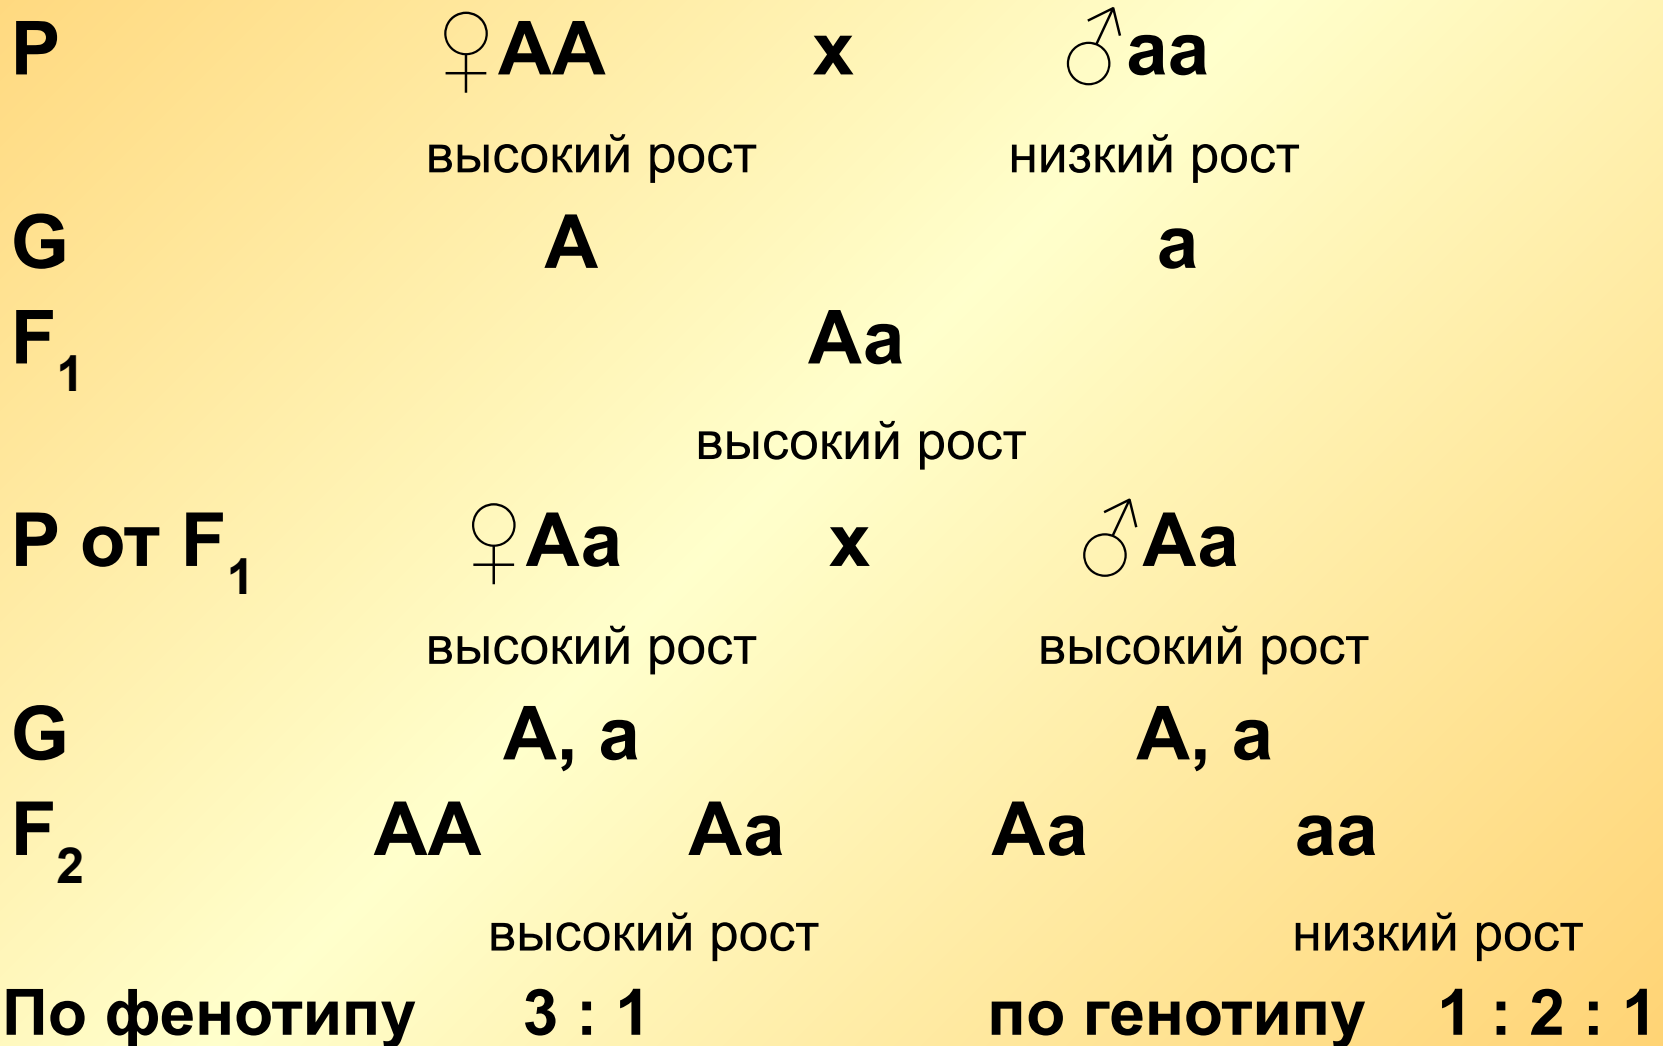 P ♀AA x ♂aa
высокий рост низкий рост
G A a
F1 Aa
высокий рост
P от F1 ♀Aa x ♂Aa
высокий рост высокий рост
G A, a A, a
F2 AA Aa Aa aa
высокий рост низкий рост
По фенотипу 3 : 1 по генотипу 1 : 2 : 1